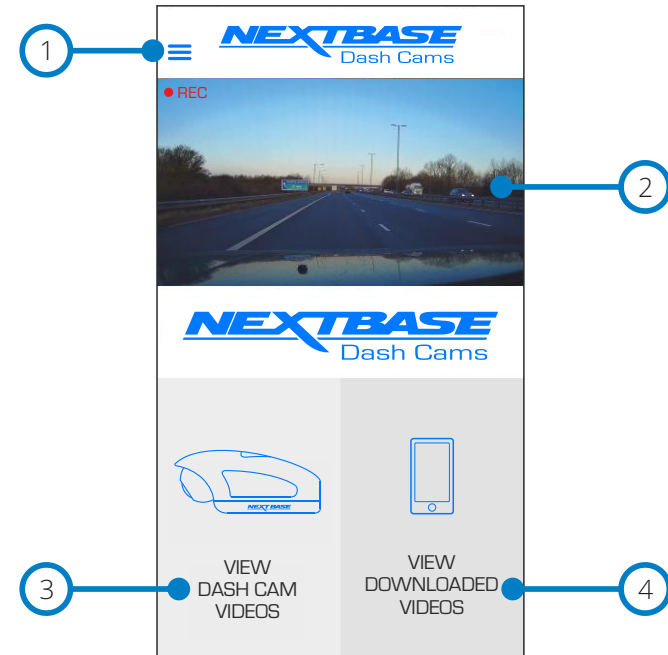 1
NEXTBASE
Dash Cams
REC
2
NEXTBASE
Dash Cams
NEXTBASE
VIEW
DASH CAM
VIDEOS
VIEW
DOWNLOADED
VIDEOS
3
4